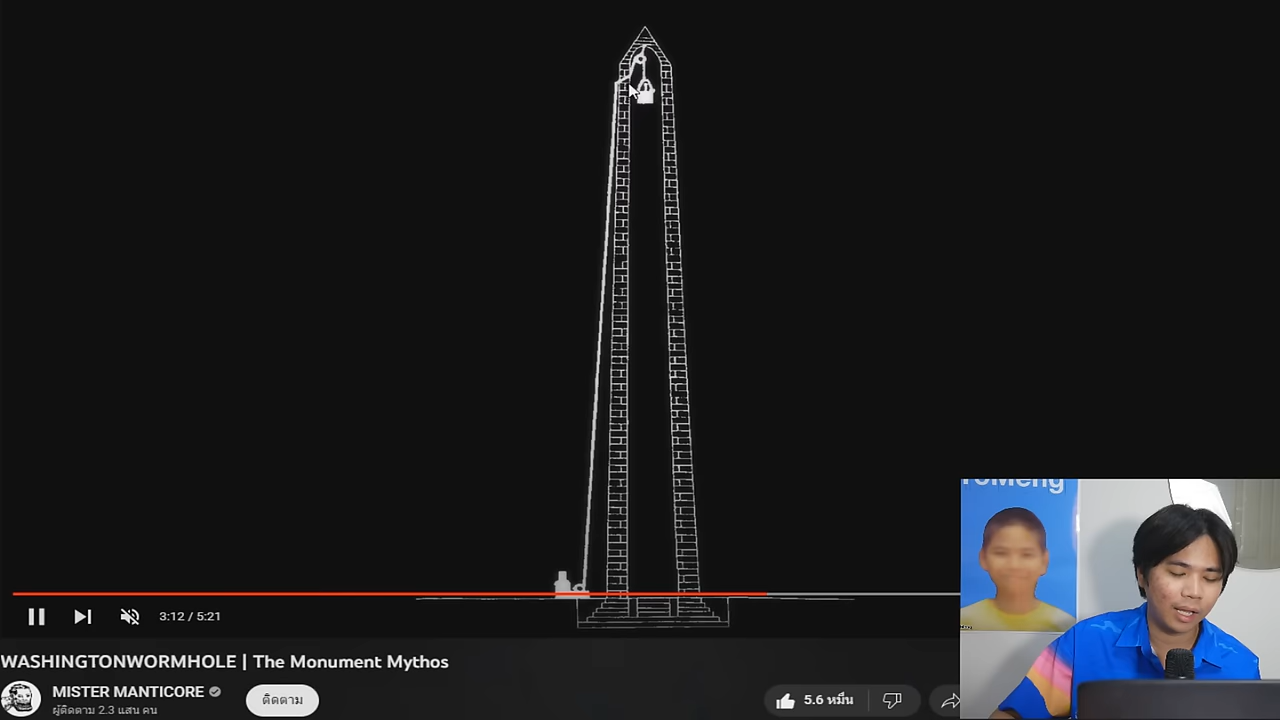 YoMeng
3:12 / 5:21
WASHINGTONWORMHOLE | The Monument Mythos
MISTER MANTICORE
ผู้ติดตาม 2.3 แสน คน
ติดตาม
5.6 หมื่น